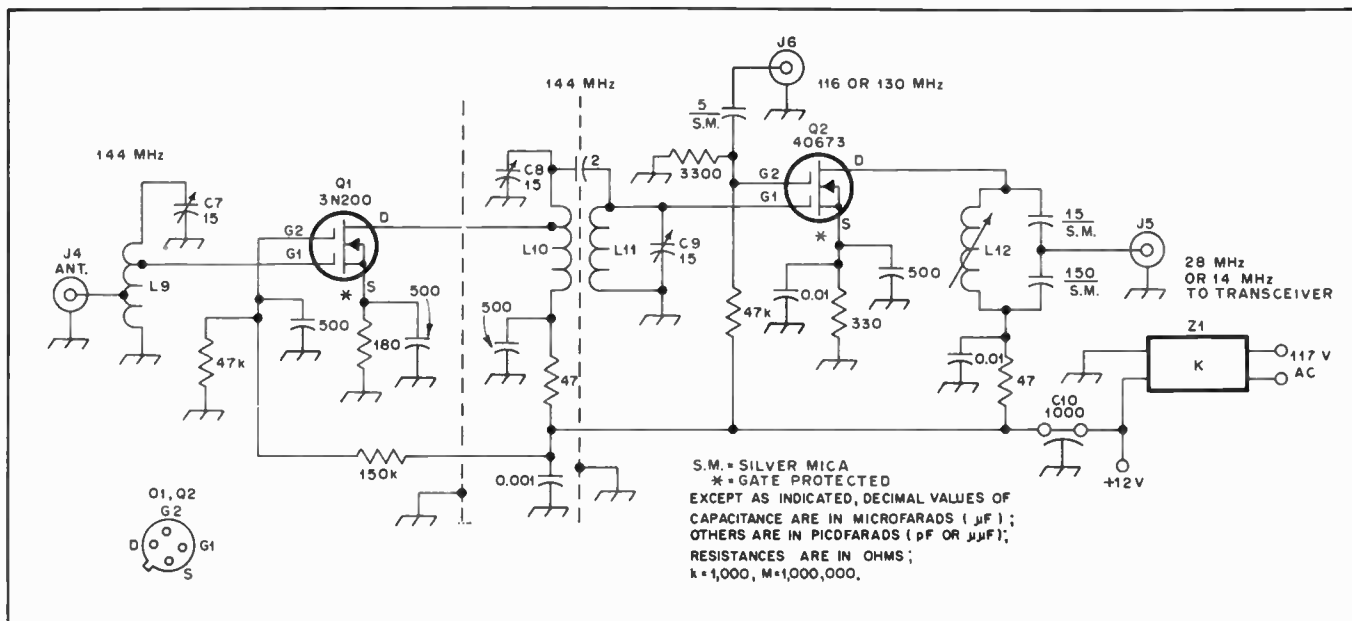 J6
144 MHz
116 OR 130 MHz
5
S.M.
Q2
40673
144 MHz
Q1
3N200
C8
15
2
3300
D
C7
15
G2
G1
D
G2
G1
S
*
15
S.M.
J5
J4
ANT.
L9
L10
L11
C9
15
L12
150
S.M.
28 MHz
OR 14 MHz
TO TRANSCEIVER
S
*
500
500
0.01
500
330
47k
500
180
500
47k
47
0.01
47
Z1
K
117 V
AC
C10
1000
150k
0.001
+12V
S.M.= SILVER MICA
*= GATE PROTECTED
EXCEPT AS INDICATED, DECIMAL VALUES OF
CAPACITANCE ARE IN MICROFARADS ( µF ) ;
OTHERS ARE IN PICOFARADS ( pF OR µµF);
RESISTANCES ARE IN OHMS ;
k=1,000, M=1,000,000.
Q1, Q2
G2
D
G1
S